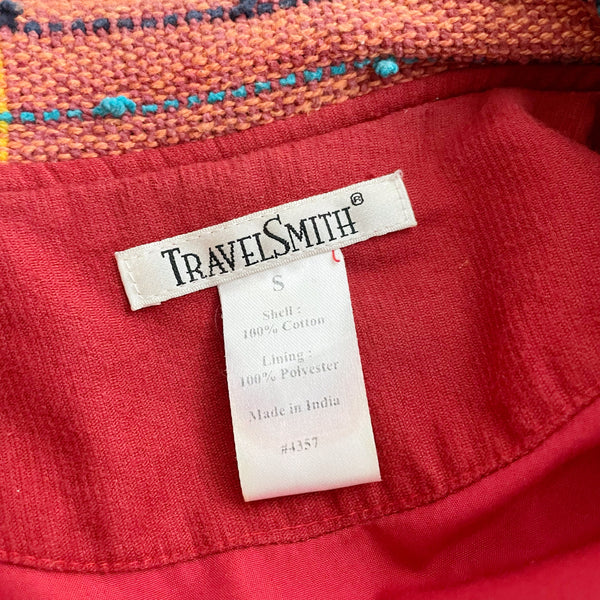 TRAVELSMITH®
S
Shell :
100% Cotton
Lining :
100% Polyester
Made in India
#4357